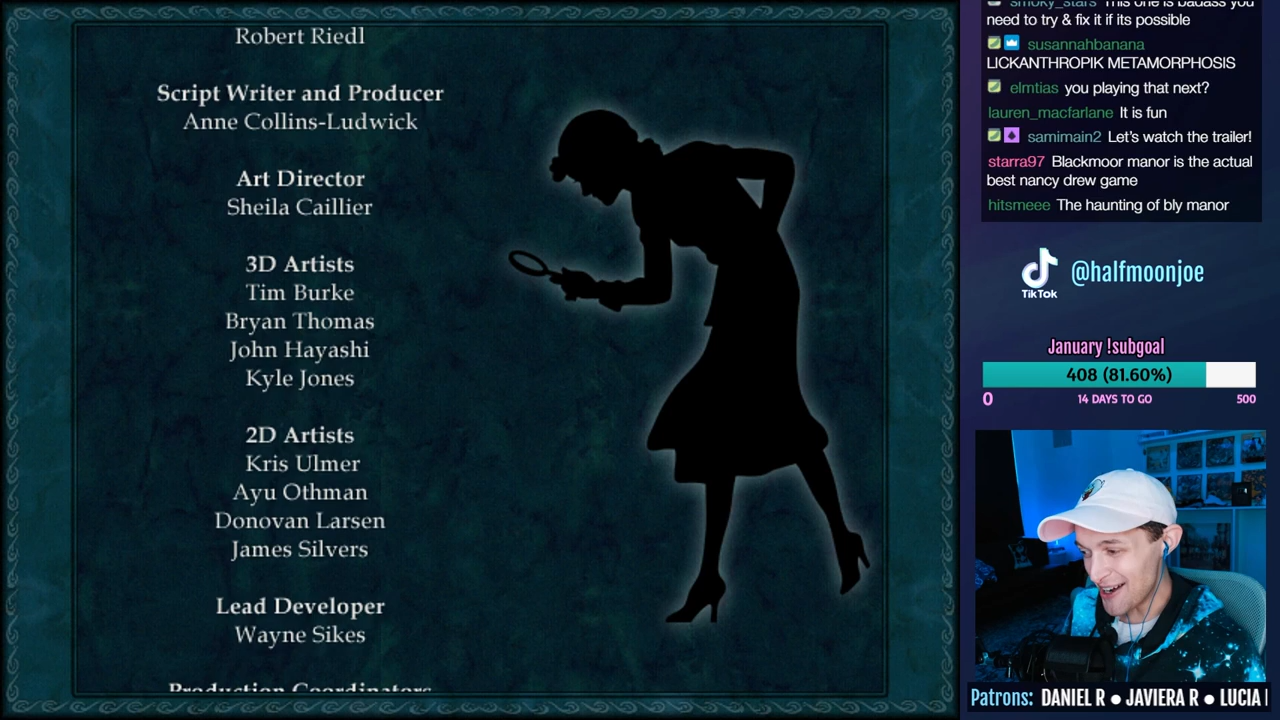 Robert Riedl
Script Writer and Producer
Anne Collins-Ludwick
Art Director
Sheila Caillier
3D Artists
Tim Burke
Bryan Thomas
John Hayashi
Kyle Jones
2D Artists
Kris Ulmer
Ayu Othman
Donovan Larsen
James Silvers
Lead Developer
Wayne Sikes
Production Coordinators
smoky_stars This one is badass you
need to try & fix it if its possible
susannahbanana
LICKANTHROPIK METAMORPHOSIS
elmtias you playing that next?
lauren_macfarlane It is fun
samimain2 Let's watch the trailer!
starra97 Blackmoor manor is the actual
best nancy drew game
hitsmeee The haunting of bly manor
TikTok
@halfmoonjoe
January !subgoal
408 (81.60%)
0 14 DAYS TO GO 500
Patrons: DANIEL R ● JAVIERA R ● LUCIA